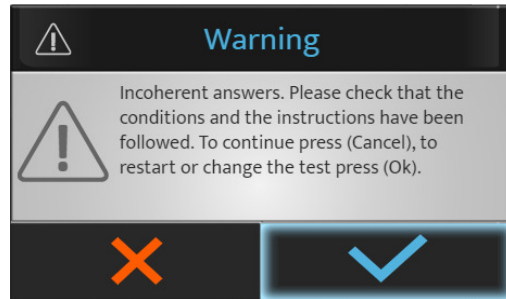 Warning
Incoherent answers. Please check that the
conditions and the instructions have been
followed. To continue press (Cancel), to
restart or change the test press (Ok).